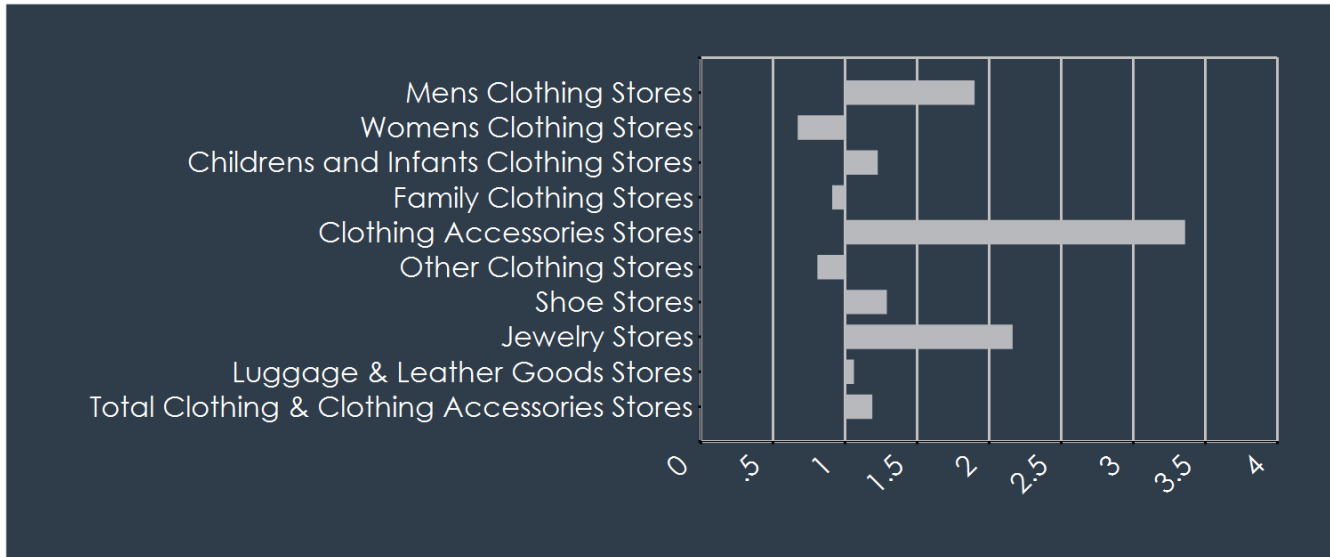 Mens Clothing Stores
Womens Clothing Stores
Childrens and Infants Clothing Stores
Family Clothing Stores
Clothing Accessories Stores
Other Clothing Stores
Shoe Stores
Jewelry Stores
Luggage & Leather Goods Stores
Total Clothing & Clothing Accessories Stores
0 .5 1 1.5 2 2.5 3 3.5 4